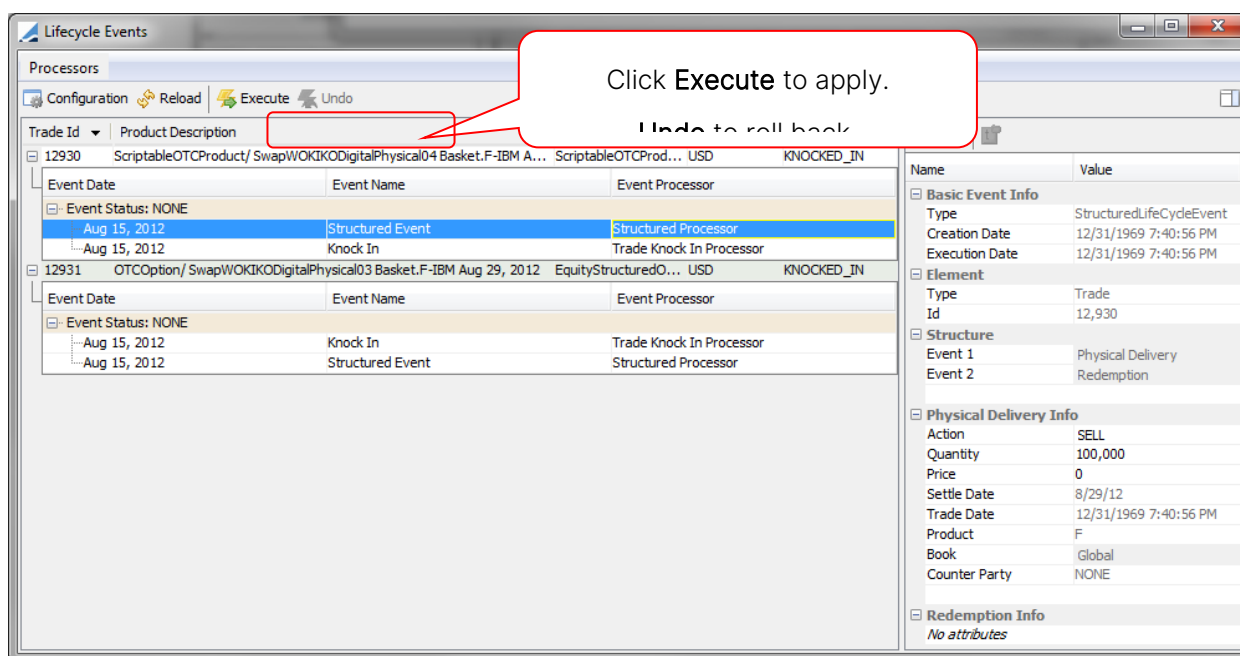 Lifecycle Events
Processors
Click Execute to apply.
Undo to roll back
Configuration Reload Execute Undo
Trade Id Product Description
12930 ScriptableOTCProduct/ SwapWOKIKODigitalPhysical04 Basket.F-IBM A... ScriptableOTCProd... USD KNOCKED_IN
Event Date Event Name Event Processor
Event Status: NONE
Aug 15, 2012 Structured Event Structured Processor
Aug 15, 2012 Knock In Trade Knock In Processor
12931 OTCOption/ SwapWOKIKODigitalPhysical03 Basket.F-IBM Aug 29, 2012 EquityStructuredO... USD KNOCKED_IN
Event Date Event Name Event Processor
Event Status: NONE
Aug 15, 2012 Knock In Trade Knock In Processor
Aug 15, 2012 Structured Event Structured Processor
Name Value
Basic Event Info
Type StructuredLifeCycleEvent
Creation Date 12/31/1969 7:40:56 PM
Execution Date 12/31/1969 7:40:56 PM
Element
Type Trade
Id 12,930
Structure
Event 1 Physical Delivery
Event 2 Redemption
Physical Delivery Info
Action SELL
Quantity 100,000
Price 0
Settle Date 8/29/12
Trade Date 12/31/1969 7:40:56 PM
Product F
Book Global
Counter Party NONE
Redemption Info
No attributes